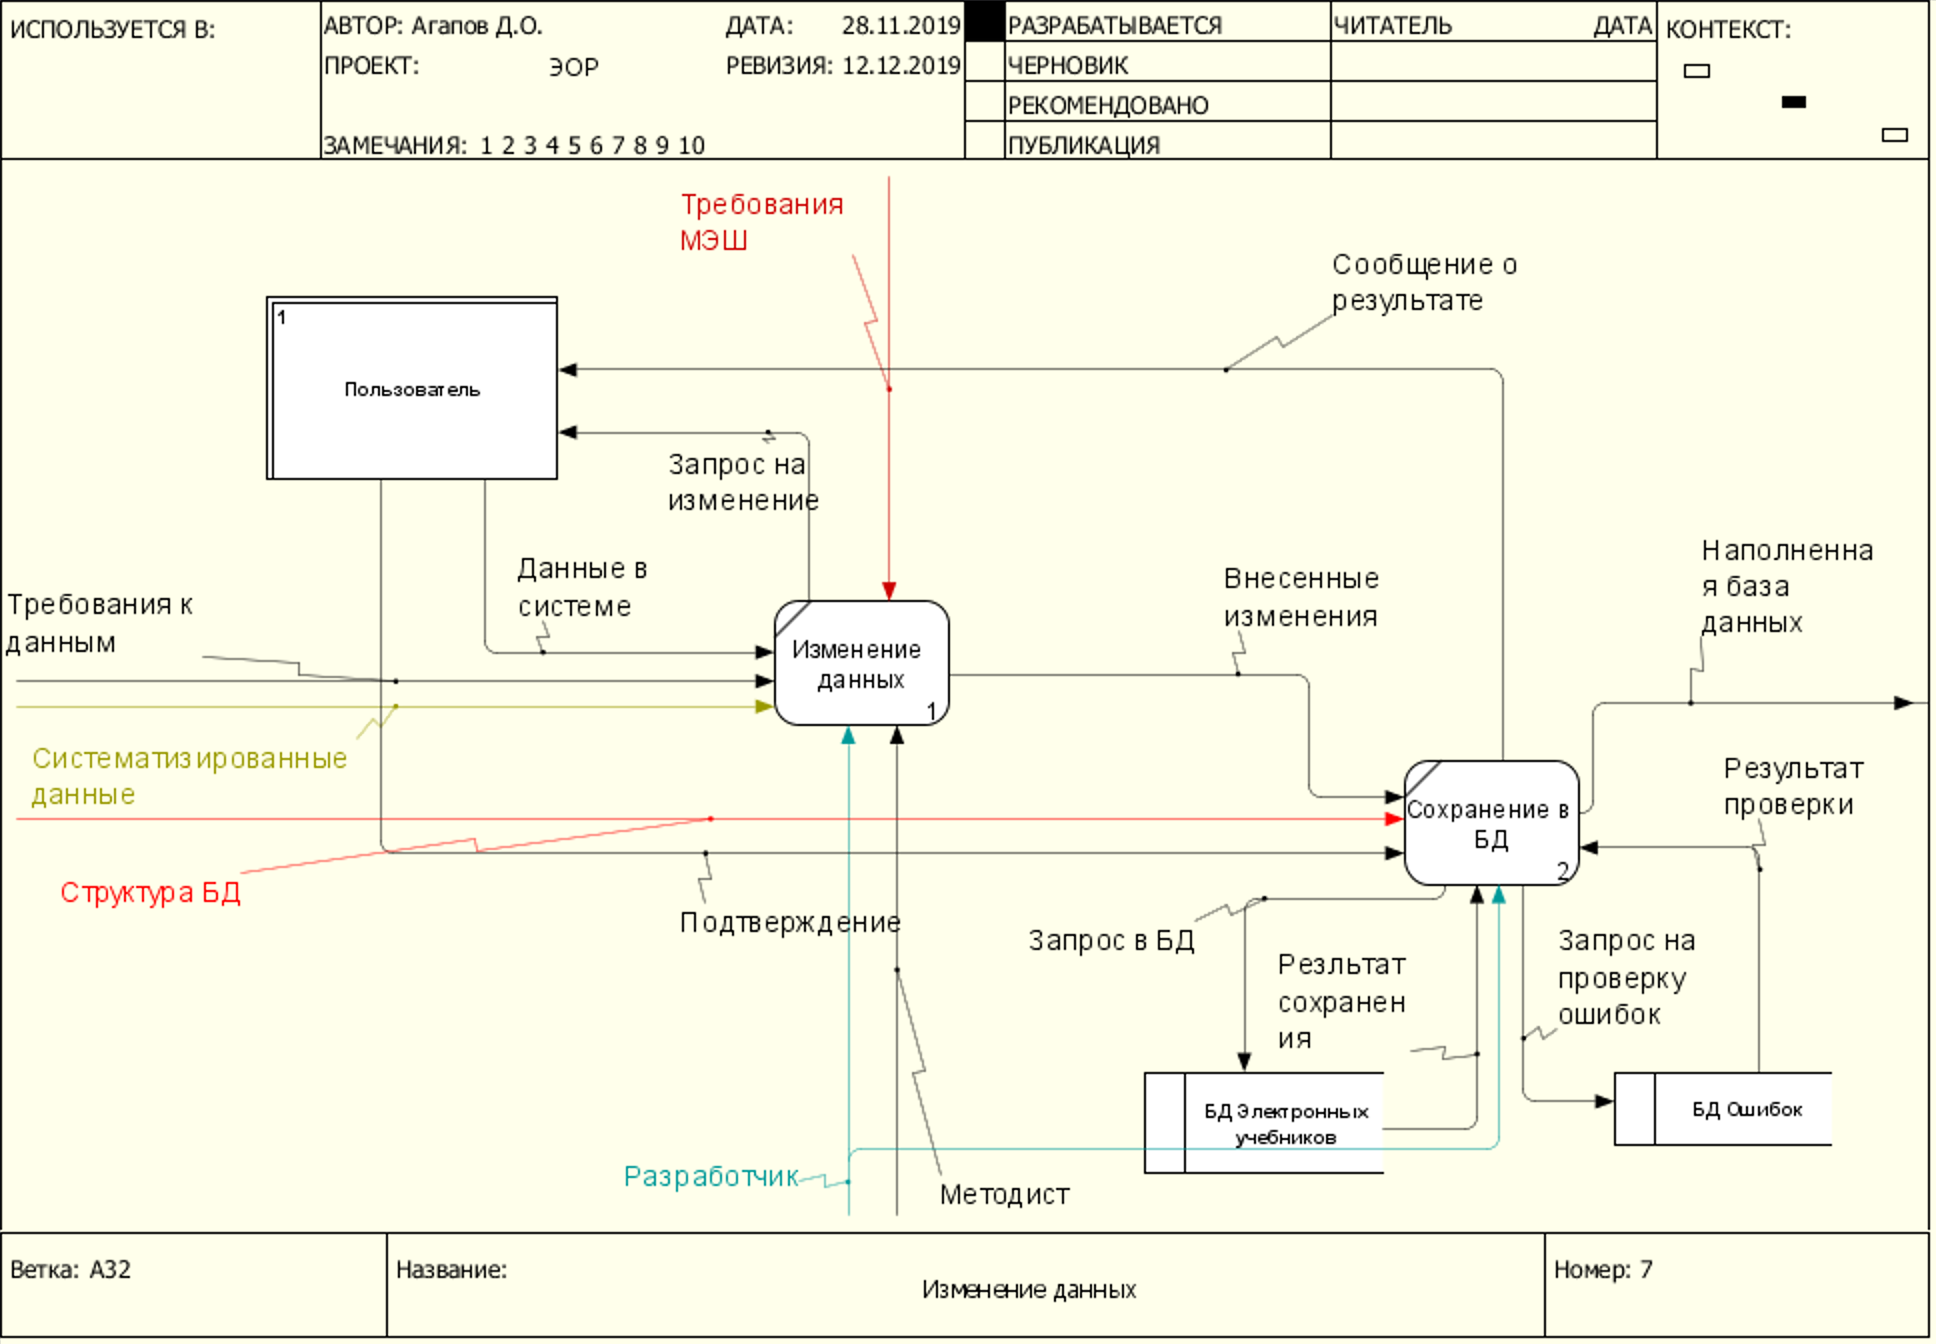 ИСПОЛЬЗУЕТСЯ В:
АВТОР: Агапов Д.О.
ДАТА: 28.11.2019
ПРОЕКТ: ЭОР
РЕВИЗИЯ: 12.12.2019
ЗАМЕЧАНИЯ: 1 2 3 4 5 6 7 8 9 10
РАЗРАБАТЫВАЕТСЯ
ЧЕРНОВИК
РЕКОМЕНДОВАНО
ПУБЛИКАЦИЯ
ЧИТАТЕЛЬ ДАТА
КОНТЕКСТ:
Требования
МЭШ
Сообщение о
результате
1
Пользователь
Запрос на
изменение
Данные в
системе
Требования к
данным
Внесенные
изменения
Наполненна
я база
данных
Изменение
данных
1
Систематизированные
данные
Результат
проверки
Сохранение в
БД
2
Структура БД
Подтверждение
Запрос в БД
Резльтат
сохранен
ия
Запрос на
проверку
ошибок
БД Электронных
учебников
БД Ошибок
Разработчик
Методист
Ветка: A32
Название:
Изменение данных
Номер: 7